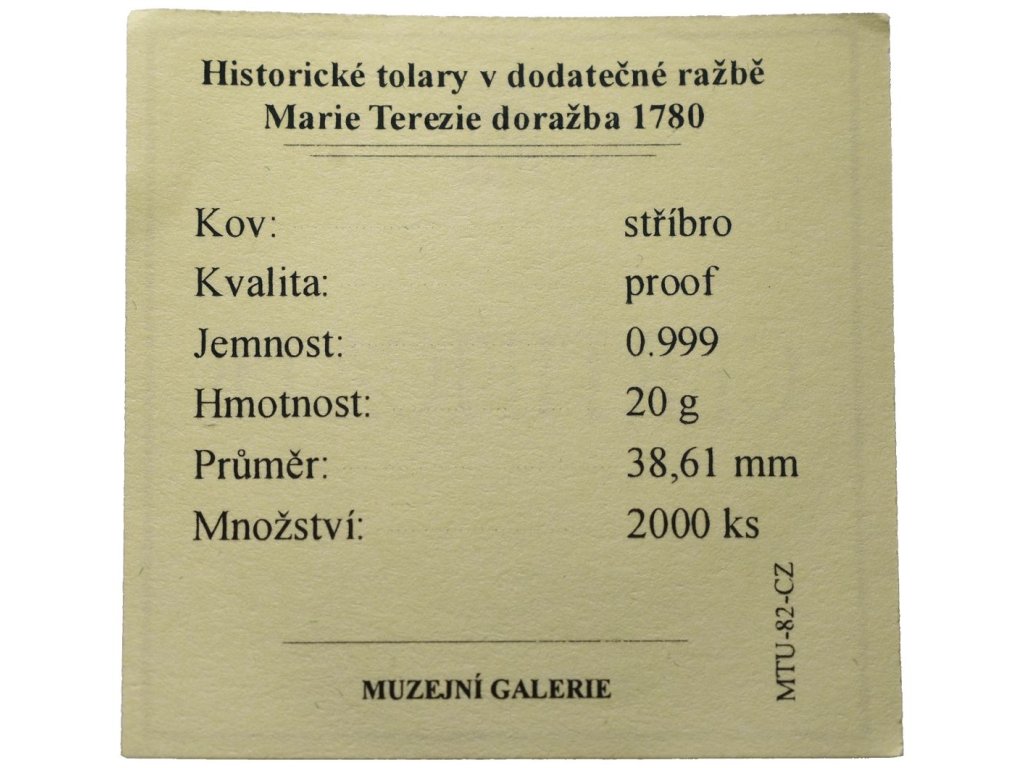 Historické tolary v dodatečné ražbě
Marie Terezie doražba 1780
Kov: stříbro
Kvalita: proof
Jemnost: 0.999
Hmotnost: 20 g
Průměr: 38,61 mm
Množství: 2000 ks
MTU-82-CZ
MUZEJNÍ GALERIE